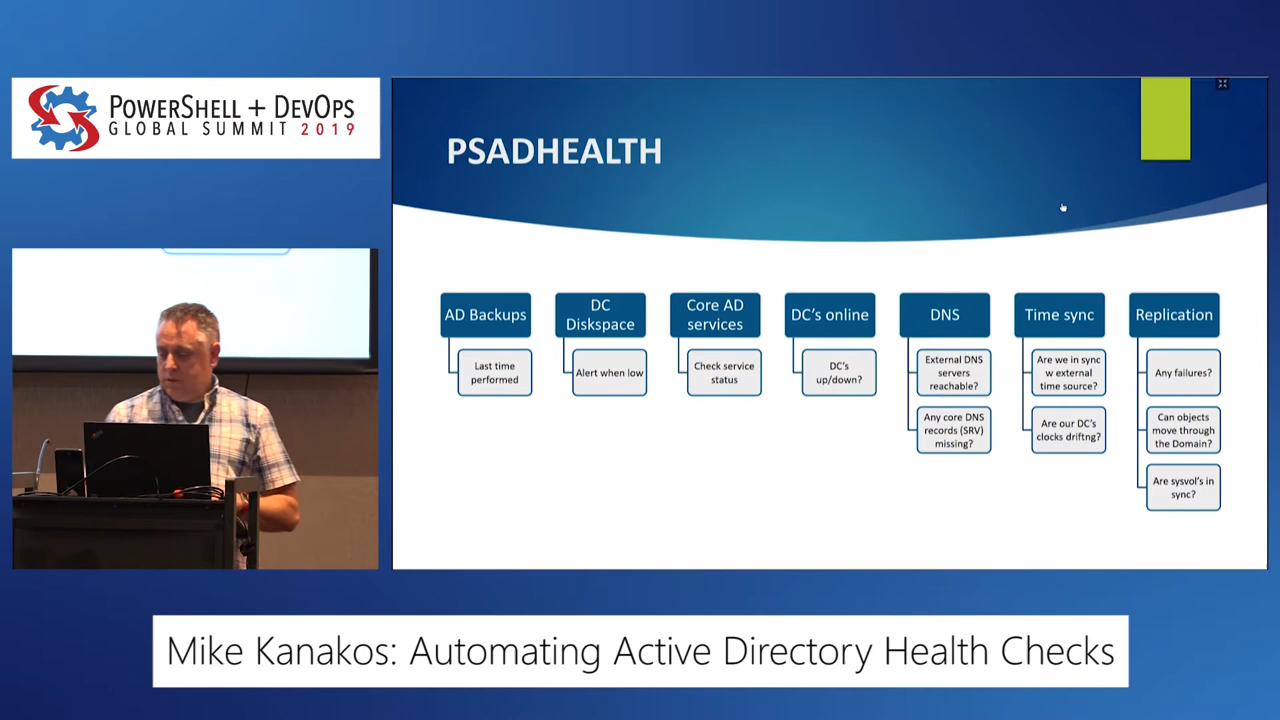 POWERSHELL + DEVOPS
GLOBAL SUMMIT 2019
PSADHEALTH
AD Backups
Last time
performed
DC
Diskspace
Alert when low
Core AD
services
Check service
status
DC's online
DC's
up/down?
DNS
External DNS
servers
reachable?
Any core DNS
records (SRV)
missing?
Time sync
Are we in sync
w external
time source?
Are our DC's
clocks driftng?
Replication
Any failures?
Can objects
move through
the Domain?
Are sysvol's in
sync?
Mike Kanakos: Automating Active Directory Health Checks